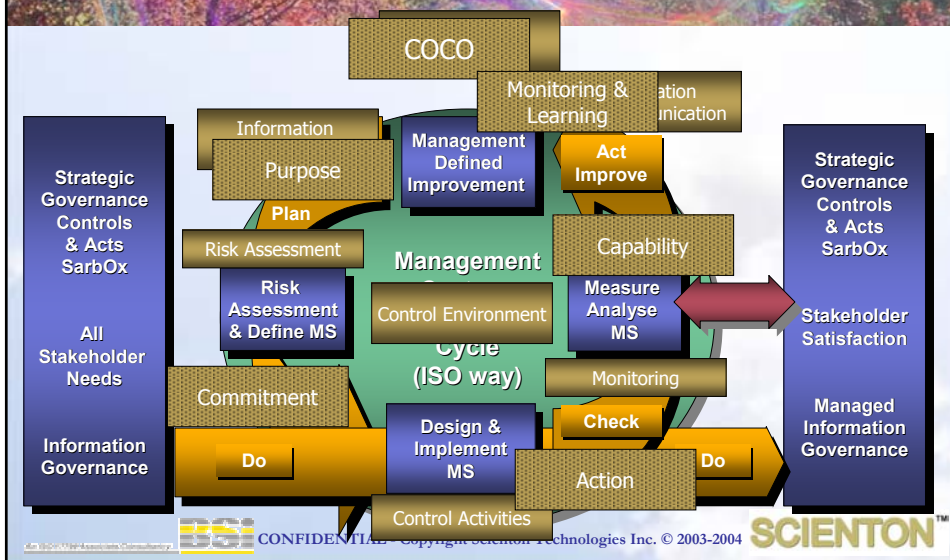 COCO
Monitoring &
Learning
Information
Purpose
Management
Defined
Improvement
Act
Improve
Strategic
Governance
Controls
& Acts
SarbOx
All
Stakeholder
Needs
Information
Governance
Plan
Risk Assessment
Risk
Assessment
& Define MS
Management
Control Environment
Cycle
(ISO way)
Capability
Measure
Analyse
MS
Monitoring
Commitment
Do
Design &
Implement
MS
Check
Do
Action
Control Activities
Strategic
Governance
Controls
& Acts
SarbOx
Stakeholder
Satisfaction
Managed
Information
Governance
BSI
CONFIDENTIAL - Copyright Scienton Technologies Inc. © 2003-2004
SCIENTON™